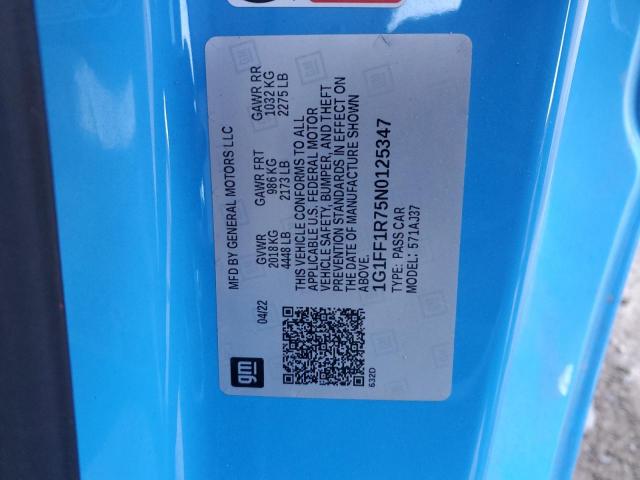 MFD BY GENERAL MOTORS LLC
04/22
GVWR GAWR FRT GAWR RR
2018 KG 986 KG 1032 KG
4448 LB 2173 LB 2275 LB
THIS VEHICLE CONFORMS TO ALL
APPLICABLE U.S. FEDERAL MOTOR
VEHICLE SAFETY, BUMPER, AND THEFT
PREVENTION STANDARDS IN EFFECT ON
THE DATE OF MANUFACTURE SHOWN
ABOVE.
1G1FF1R75N0125347
TYPE: PASS CAR
MODEL: 571AJ37
gm
632D